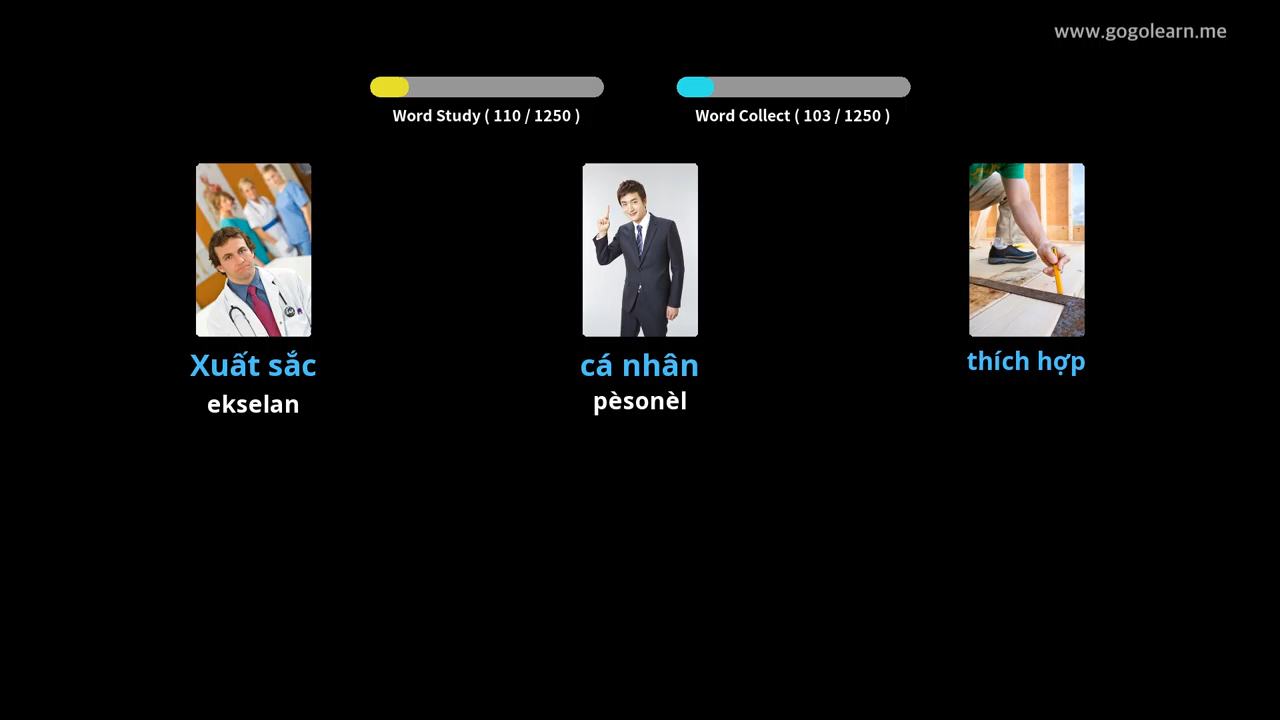 www.gogolearn.me
Word Study ( 110 / 1250 )
Word Collect ( 103 / 1250 )
Xuất sắc
ekselan
cá nhân
pèsonèl
thích hợp